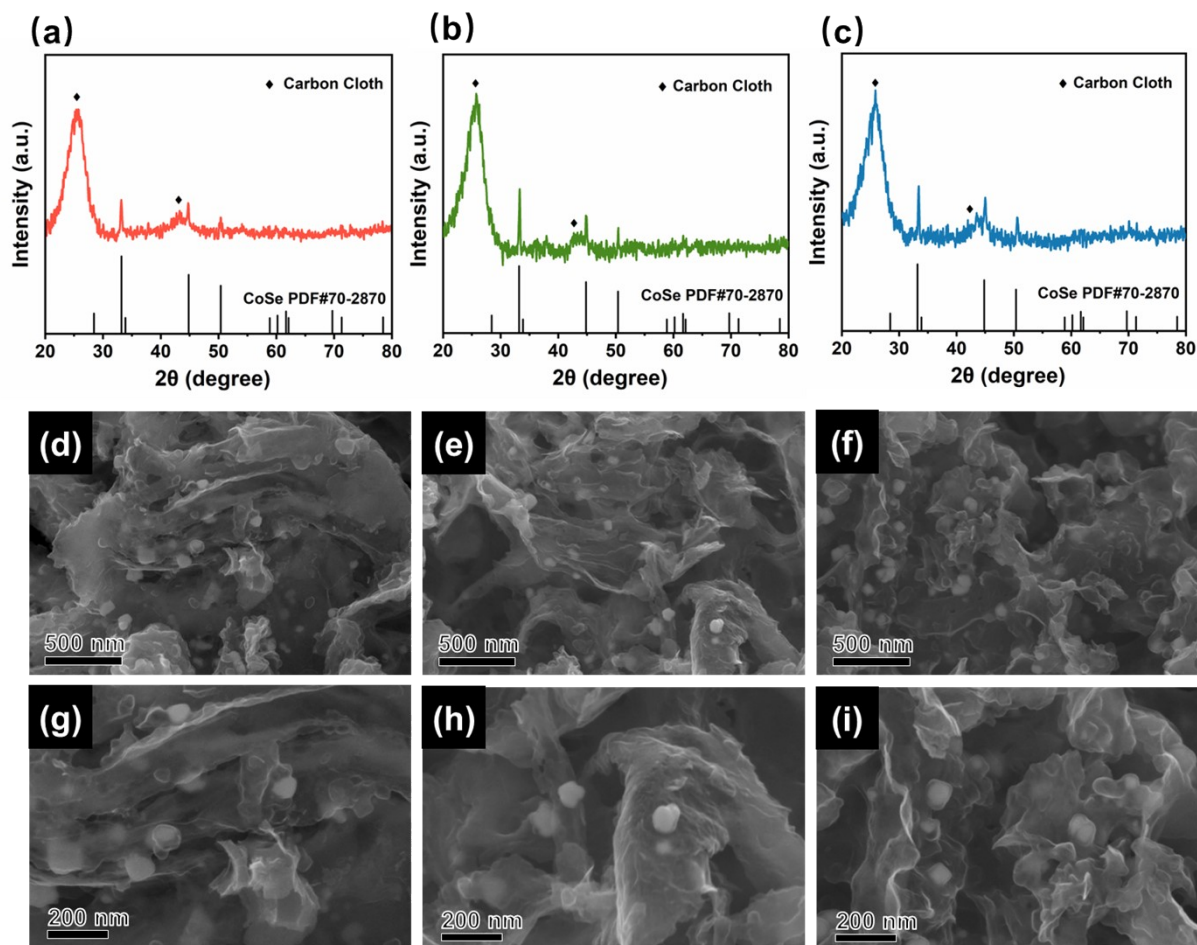 (a)
◆ Carbon Cloth
Intensity (a.u.)
CoSe PDF#70-2870
20 30 40 50 60 70 80
2θ (degree)
(b)
◆ Carbon Cloth
Intensity (a.u.)
CoSe PDF#70-2870
20 30 40 50 60 70 80
2θ (degree)
(c)
◆ Carbon Cloth
Intensity (a.u.)
CoSe PDF#70-2870
20 30 40 50 60 70 80
2θ (degree)
(d)
500 nm
(e)
500 nm
(f)
500 nm
(g)
200 nm
(h)
200 nm
(i)
200 nm